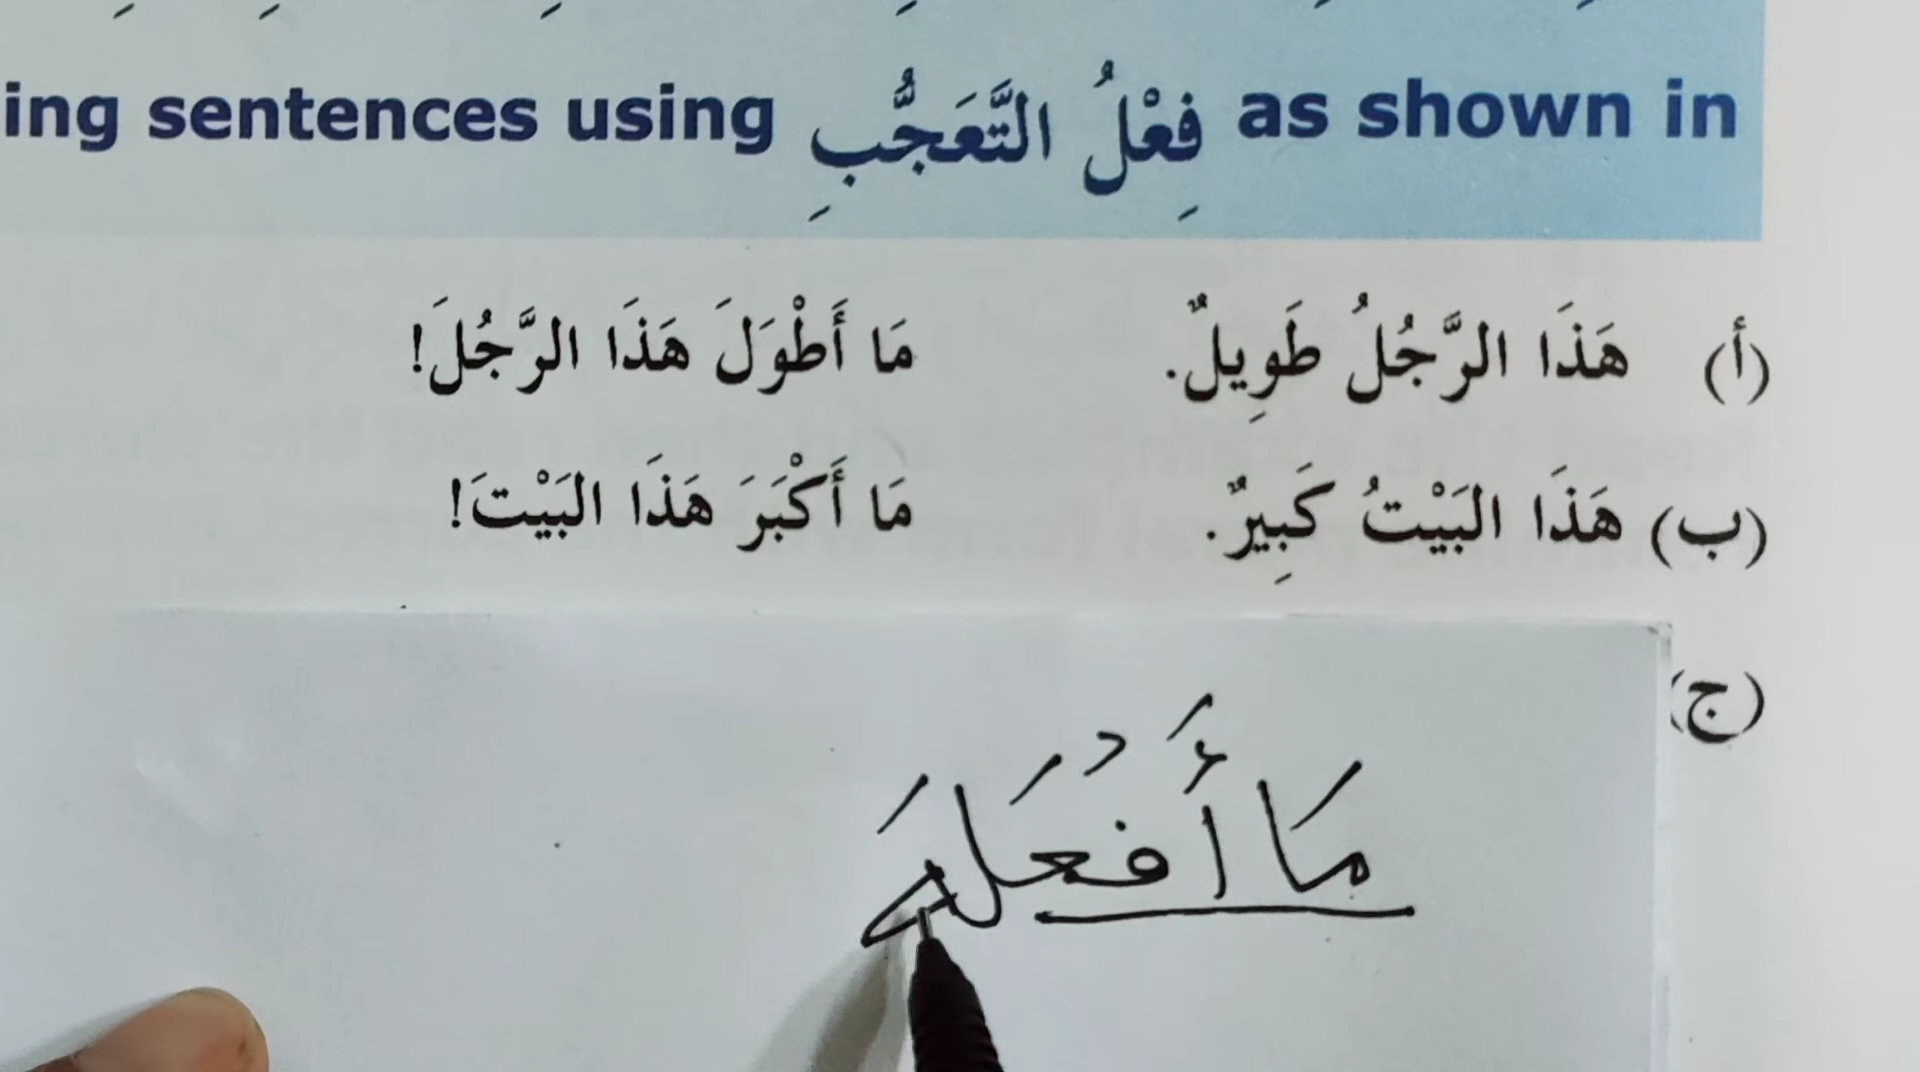 ing sentences using فِعْلُ التَّعَجُّبِ as shown in
(أ) هَذَا الرَّجُلُ طَوِيلٌ. مَا أَطْوَلَ هَذَا الرَّجُلَ!
(ب) هَذَا البَيْتُ كَبِيرٌ. مَا أَكْبَرَ هَذَا البَيْتَ!
(ج)
مَا أَفْعَلَهَ